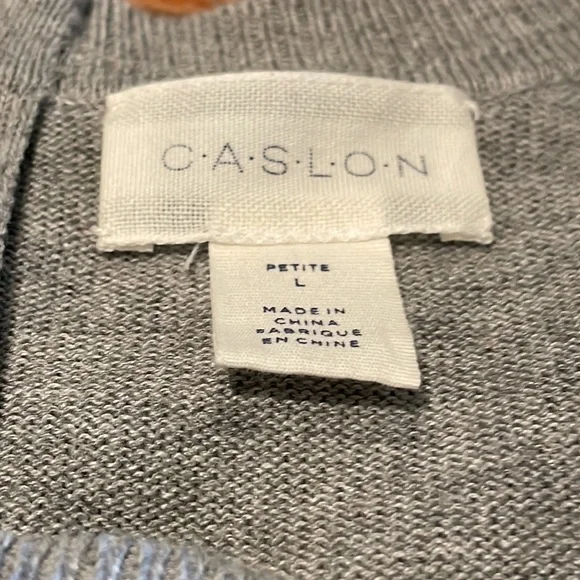 C·A·S·L·O·N
PETITE
L
MADE IN
CHINA
FABRIQUE
EN CHINE